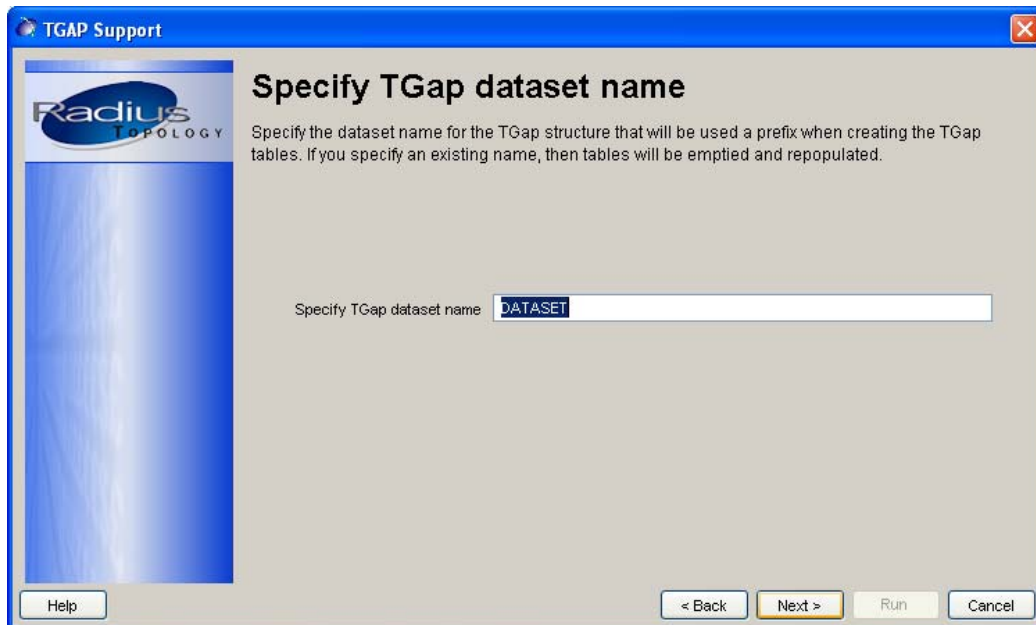 TGAP Support
Radius
TOPOLOGY
Specify TGap dataset name
Specify the dataset name for the TGap structure that will be used a prefix when creating the TGap
tables. If you specify an existing name, then tables will be emptied and repopulated.
Specify TGap dataset name DATASET
Help < Back Next > Run Cancel